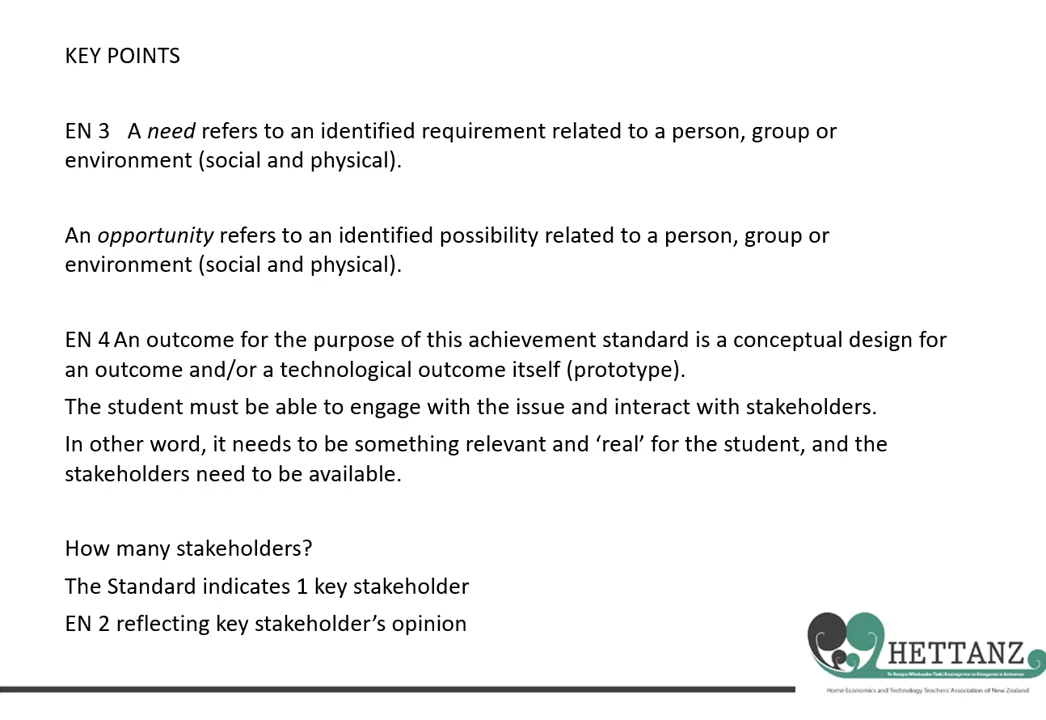 KEY POINTS
EN 3 A need refers to an identified requirement related to a person, group or
environment (social and physical).
An opportunity refers to an identified possibility related to a person, group or
environment (social and physical).
EN 4 An outcome for the purpose of this achievement standard is a conceptual design for
an outcome and/or a technological outcome itself (prototype).
The student must be able to engage with the issue and interact with stakeholders.
In other word, it needs to be something relevant and ‘real’ for the student, and the
stakeholders need to be available.
How many stakeholders?
The Standard indicates 1 key stakeholder
EN 2 reflecting key stakeholder’s opinion
HETTANZ
Home Economics and Technology Teachers' Association of New Zealand